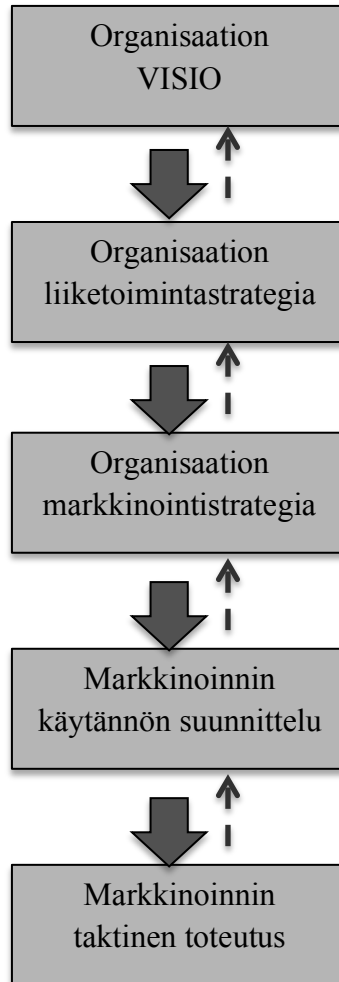 Organisaation
VISIO
Organisaation
liiketoimintastrategia
Organisaation
markkinointistrategia
Markkinoinnin
käytännön suunnittelu
Markkinoinnin
taktinen toteutus